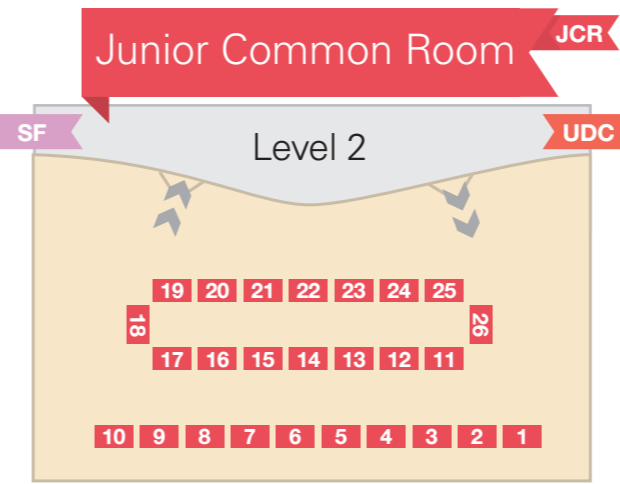 Junior Common Room
JCR
SF
Level 2
UDC
19 20 21 22 23 24 25
18
26
17 16 15 14 13 12 11
10 9 8 7 6 5 4 3 2 1